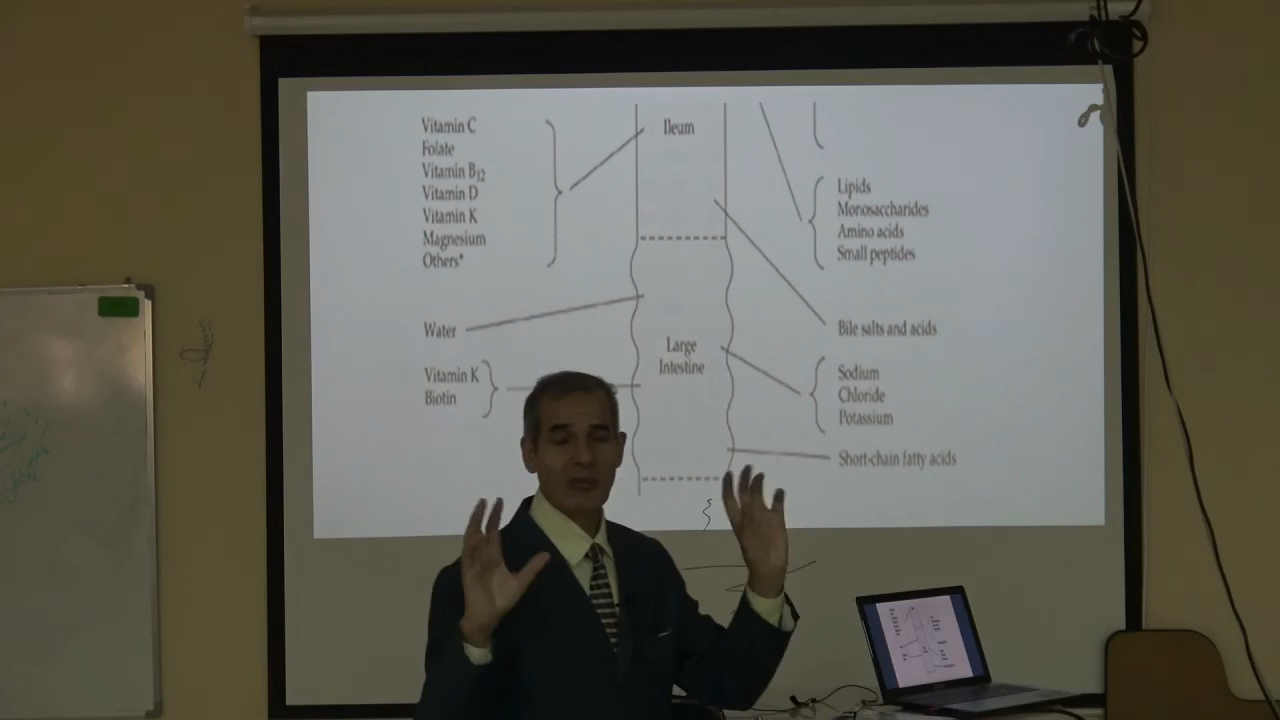 Vitamin C
Folate
Vitamin B12
Vitamin D
Vitamin K
Magnesium
Others*
Water
Vitamin K
Biotin
Ileum
Large
Intestine
Lipids
Monosaccharides
Amino acids
Small peptides
Bile salts and acids
Sodium
Chloride
Potassium
Short-chain fatty acids